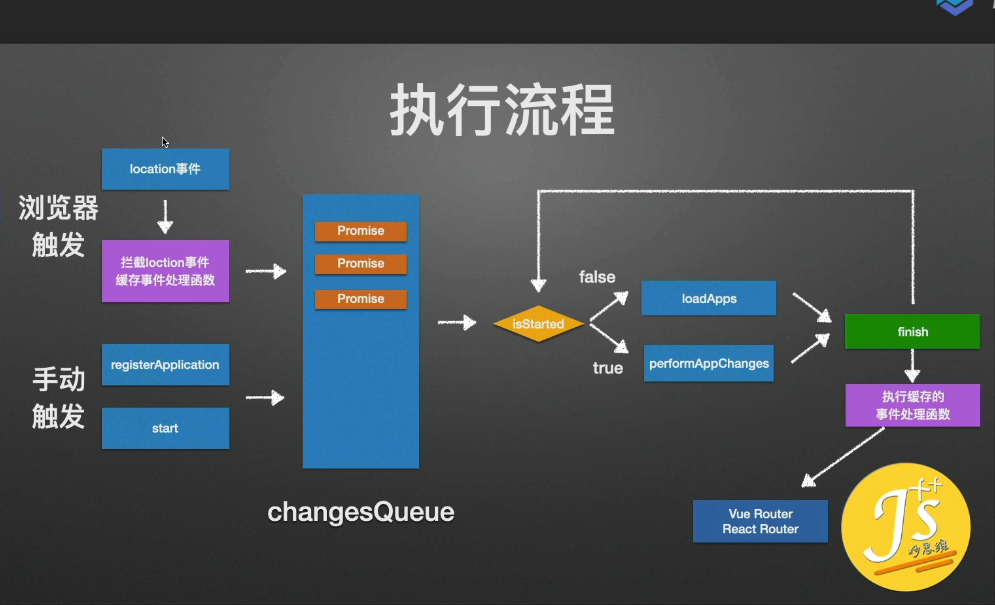 执行流程
浏览器
触发
location事件
拦截loction事件
缓存事件处理函数
手动
触发
registerApplication
start
Promise
Promise
Promise
changesQueue
isStarted
false
true
loadApps
performAppChanges
finish
执行缓存的
事件处理函数
Vue Router
React Router
Js++
妙思维